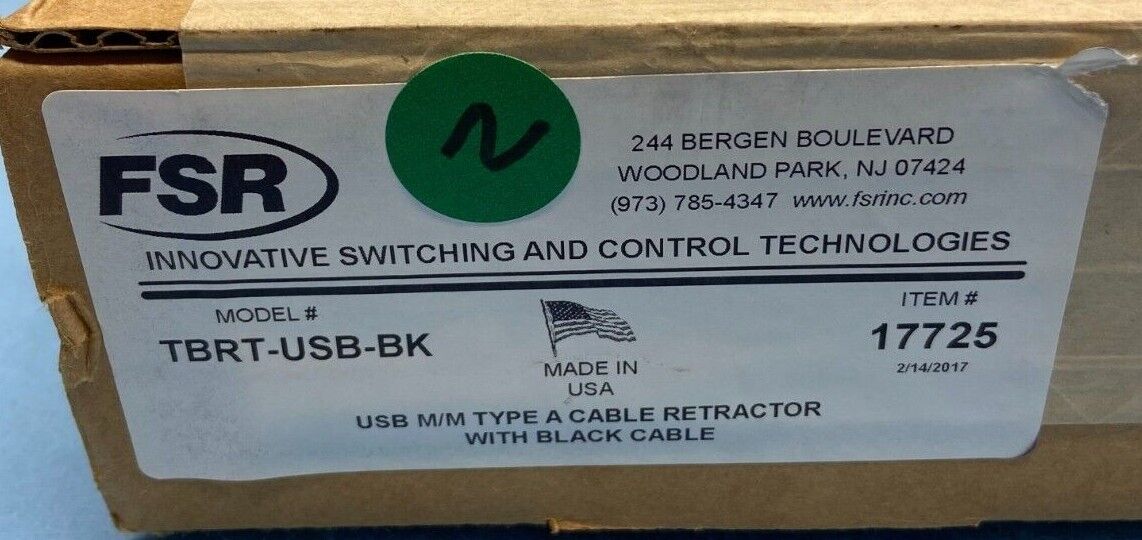 FSR
244 BERGEN BOULEVARD
WOODLAND PARK, NJ 07424
(973) 785-4347 www.fsrinc.com
INNOVATIVE SWITCHING AND CONTROL TECHNOLOGIES
MODEL #
TBRT-USB-BK
MADE IN
USA
ITEM #
17725
2/14/2017
USB M/M TYPE A CABLE RETRACTOR
WITH BLACK CABLE